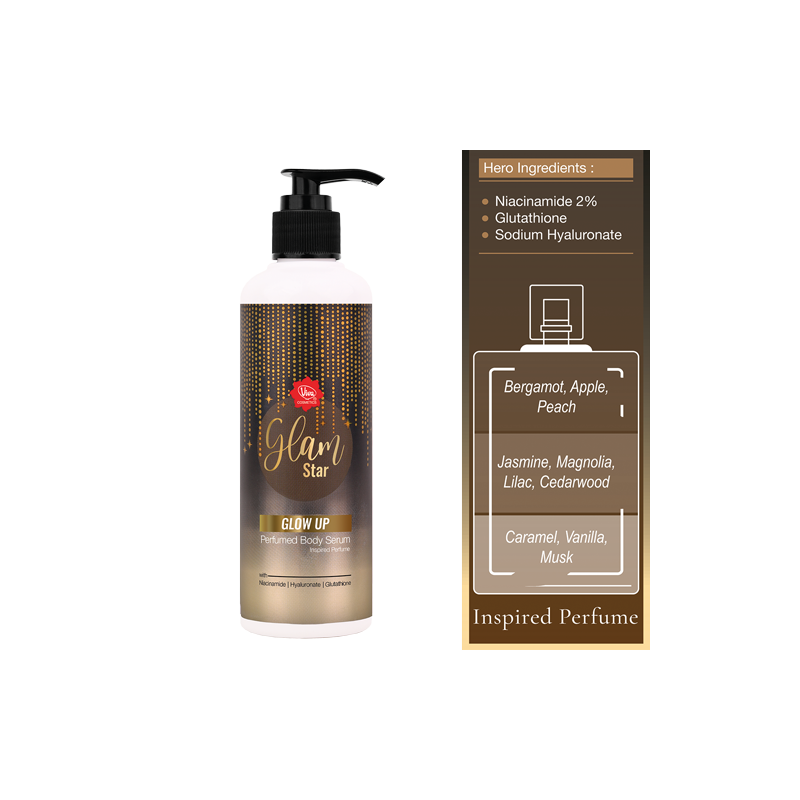 Viva
COSMETICS
Glam
Star
GLOW UP
Perfumed Body Serum
Inspired Perfume
with
Niacinamide | Hyaluronate | Glutathione
Hero Ingredients :
Niacinamide 2%
Glutathione
Sodium Hyaluronate
Bergamot, Apple,
Peach
Jasmine, Magnolia,
Lilac, Cedarwood
Caramel, Vanilla,
Musk
Inspired Perfume